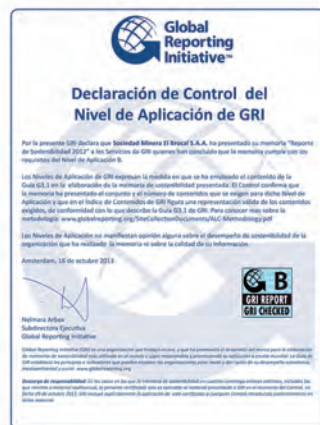 Global
Reporting
Initiative™
Declaración de Control del
Nivel de Aplicación de GRI
Por la presente GRI declara que Sociedad Minera El Brocal S.A.A. ha presentado su memoria "Reporte
de Sostenibilidad 2012" a los Servicios de GRI quienes han concluido que la memoria cumple con los
requisitos del Nivel de Aplicación B.
Los Niveles de Aplicación de GRI expresan la medida en que se ha empleado el contenido de la
Guía G3.1 en la elaboración de la memoria de sostenibilidad presentada. El Control confirma que
la memoria ha presentado el conjunto y el número de contenidos que se exigen para dicho Nivel de
Aplicación y que en el Índice de Contenidos de GRI figura una representación válida de los contenidos
exigidos, de conformidad con lo que describe la Guía G3.1 de GRI. Para conocer más sobre la
metodología: www.globalreporting.org/SiteCollectionDocuments/ALC-Methodology.pdf
Los Niveles de Aplicación no manifiestan opinión alguna sobre el desempeño de sostenibilidad de la
organización que ha realizado la memoria ni sobre la calidad de su información.
Amsterdam, 16 de octubre 2013
Nelmara Arbex
Subdirectora Ejecutiva
Global Reporting Initiative
B
GRI REPORT
GRI CHECKED